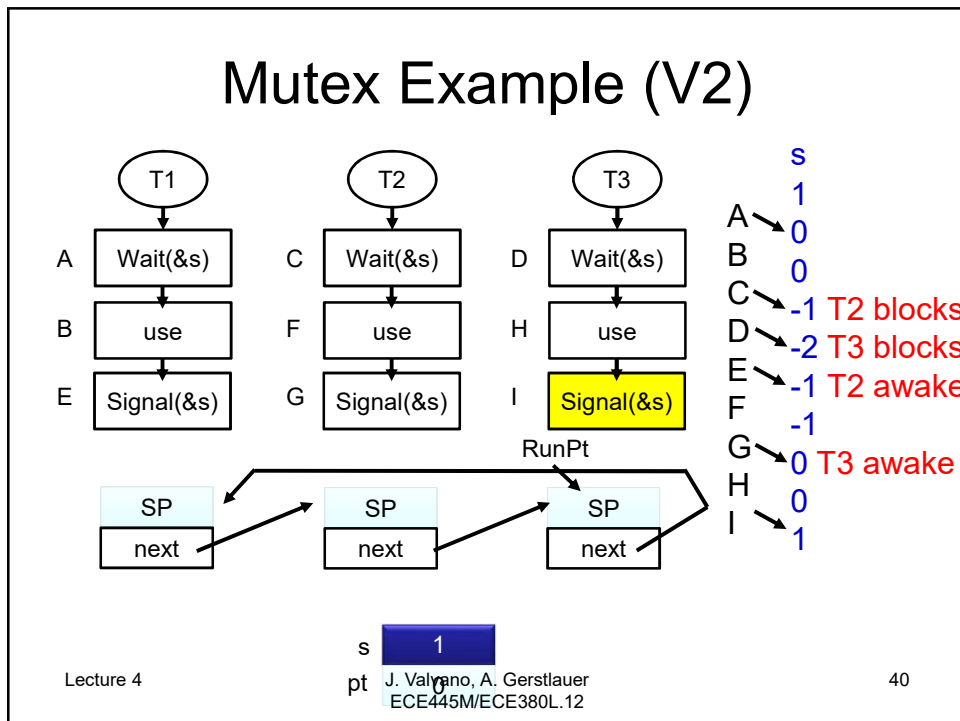 Mutex Example (V2)
T1 T2 T3
A Wait(&s) C Wait(&s) D Wait(&s)
B use F use H use
E Signal(&s) G Signal(&s) I Signal(&s)
s
1
A 0
B 0
C -1 T2 blocks
D -2 T3 blocks
E -1 T2 awake
F -1
G 0 T3 awake
H 0
I 1
RunPt
SP SP SP
next next next
s 1
pt 0
Lecture 4
J. Valvano, A. Gerstlauer
ECE445M/ECE380L.12
40